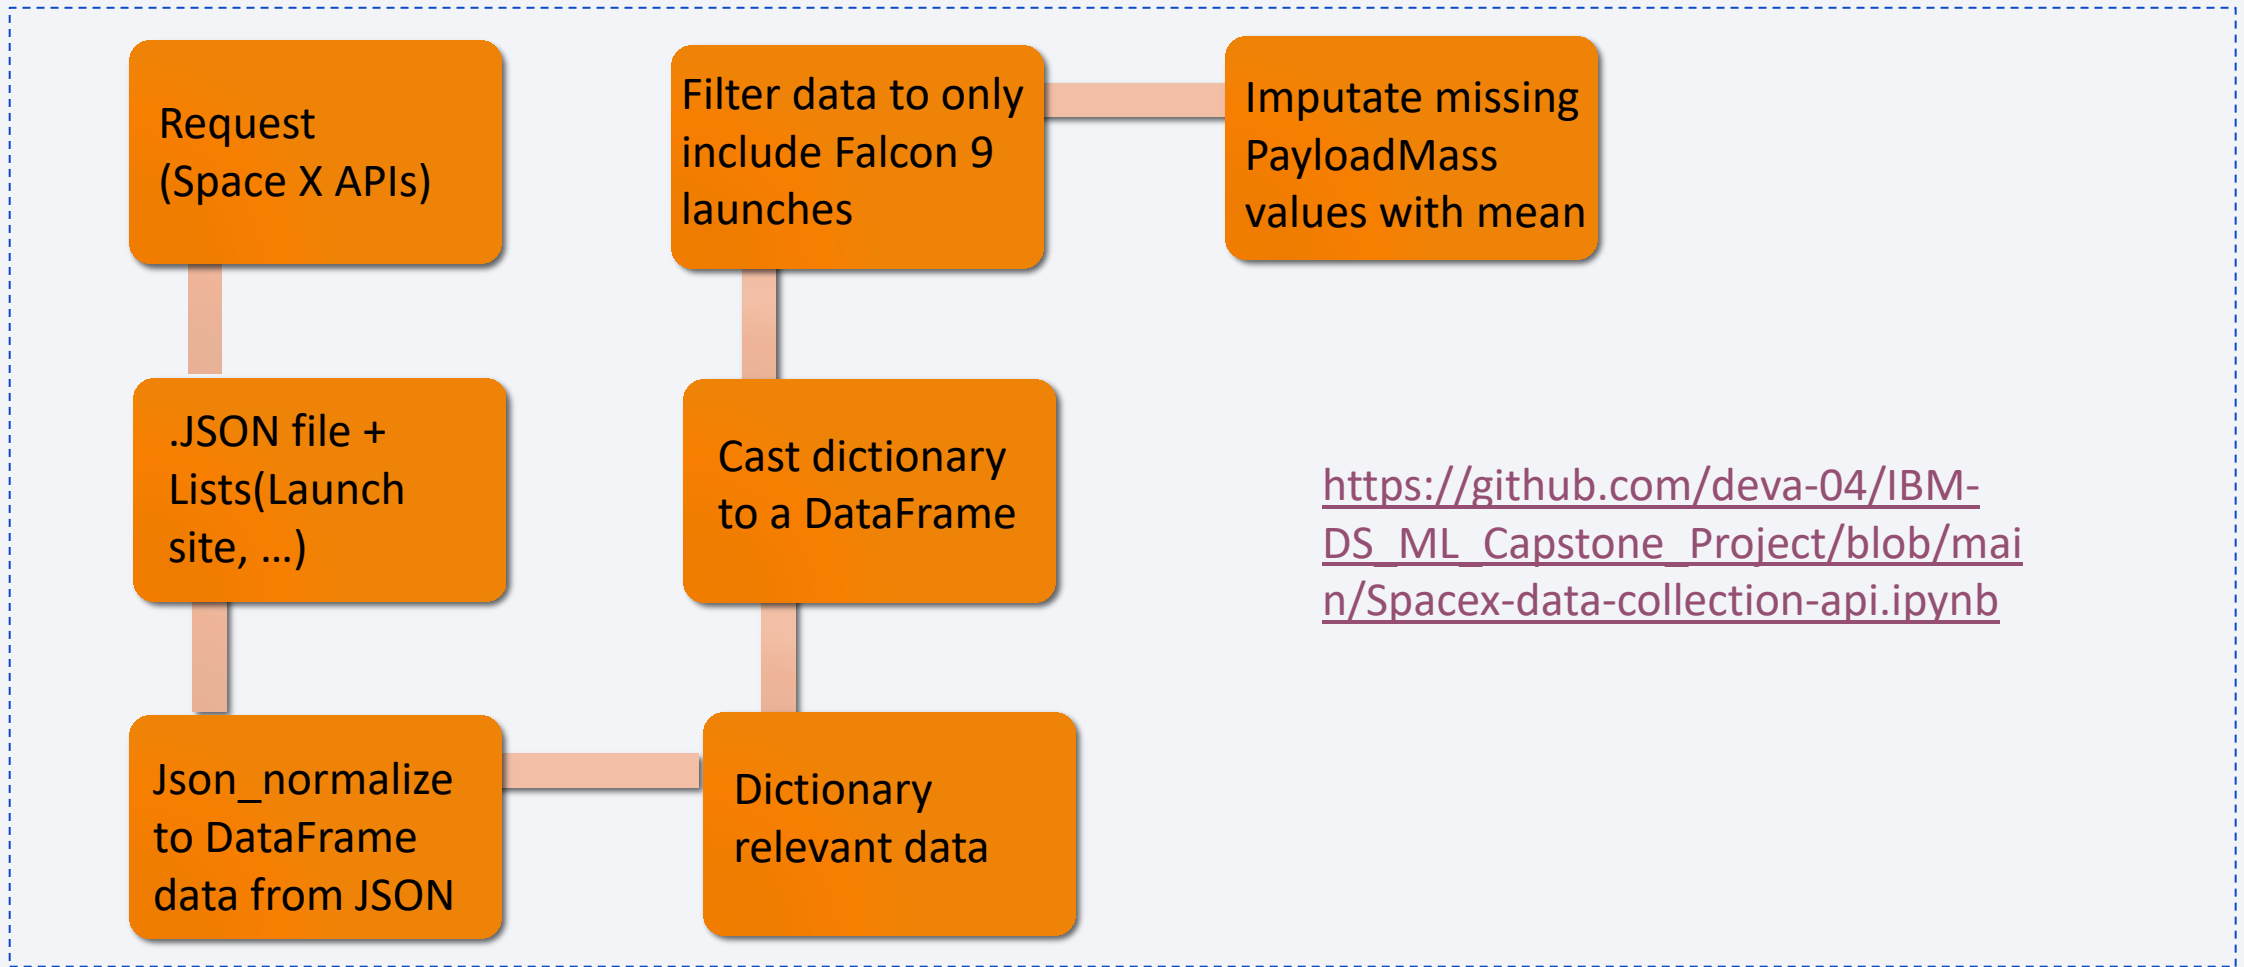 Request
(Space X APIs)
.JSON file +
Lists(Launch
site, …)
Json_normalize
to DataFrame
data from JSON
Dictionary
relevant data
Cast dictionary
to a DataFrame
Filter data to only
include Falcon 9
launches
Imputate missing
PayloadMass
values with mean
https://github.com/deva-04/IBM-
DS_ML_Capstone_Project/blob/mai
n/Spacex-data-collection-api.ipynb